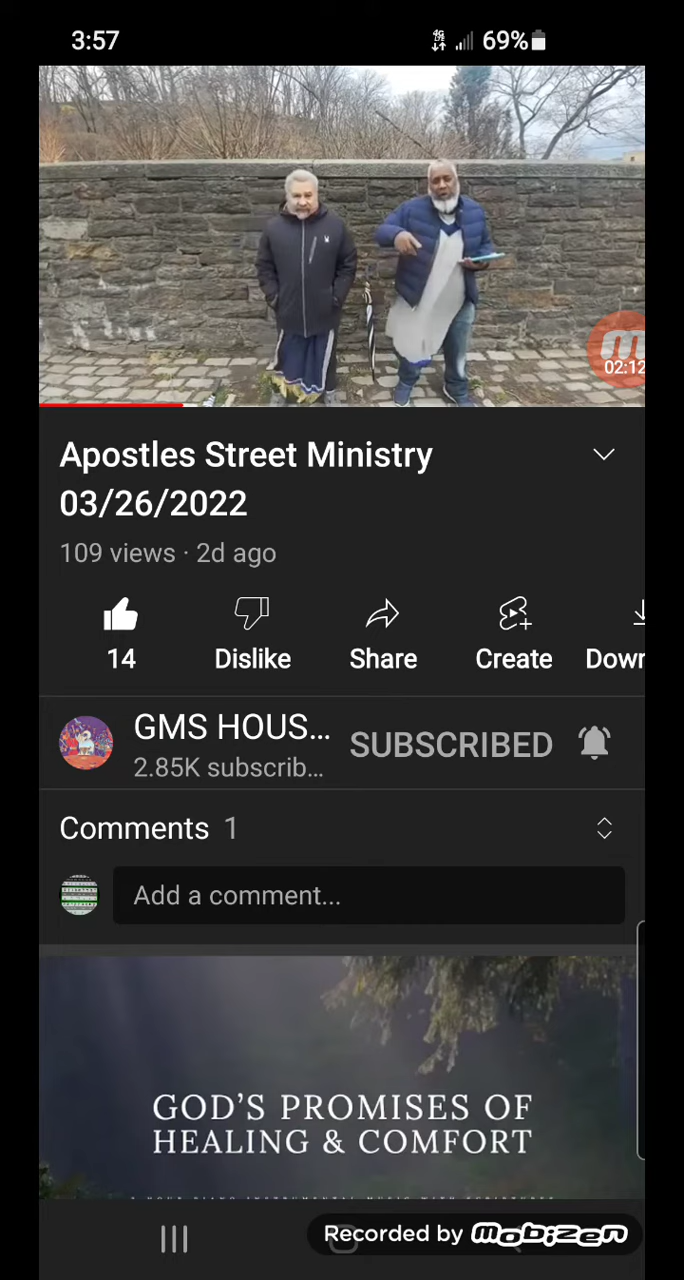 3:57
69%
02:12
Apostles Street Ministry
03/26/2022
109 views · 2d ago
14
Dislike
Share
Create
Down
GMS HOUS...
SUBSCRIBED
2.85K subscrib...
Comments 1
Add a comment...
GOD'S PROMISES OF
HEALING & COMFORT
Recorded by mobizen